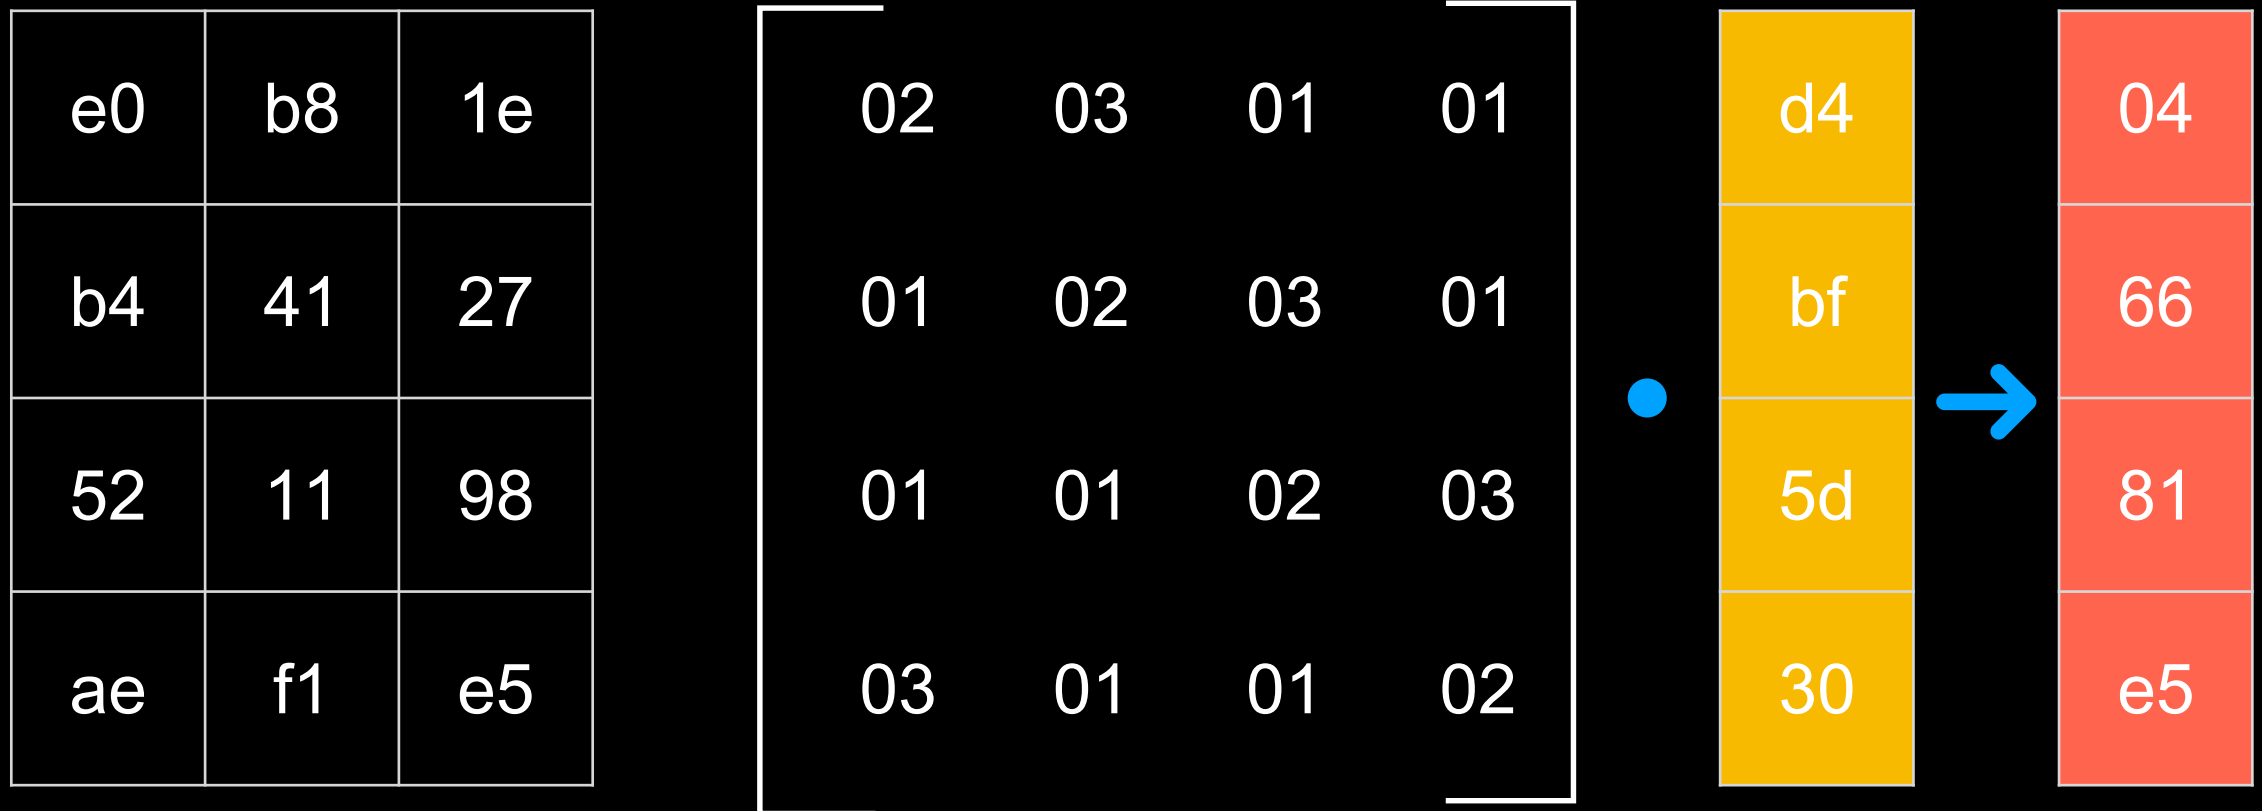 e0 b8 1e 02 03 01 01 d4 04
b4 41 27 01 02 03 01 bf 66
52 11 98 01 01 02 03 5d 81
ae f1 e5 03 01 01 02 30 e5